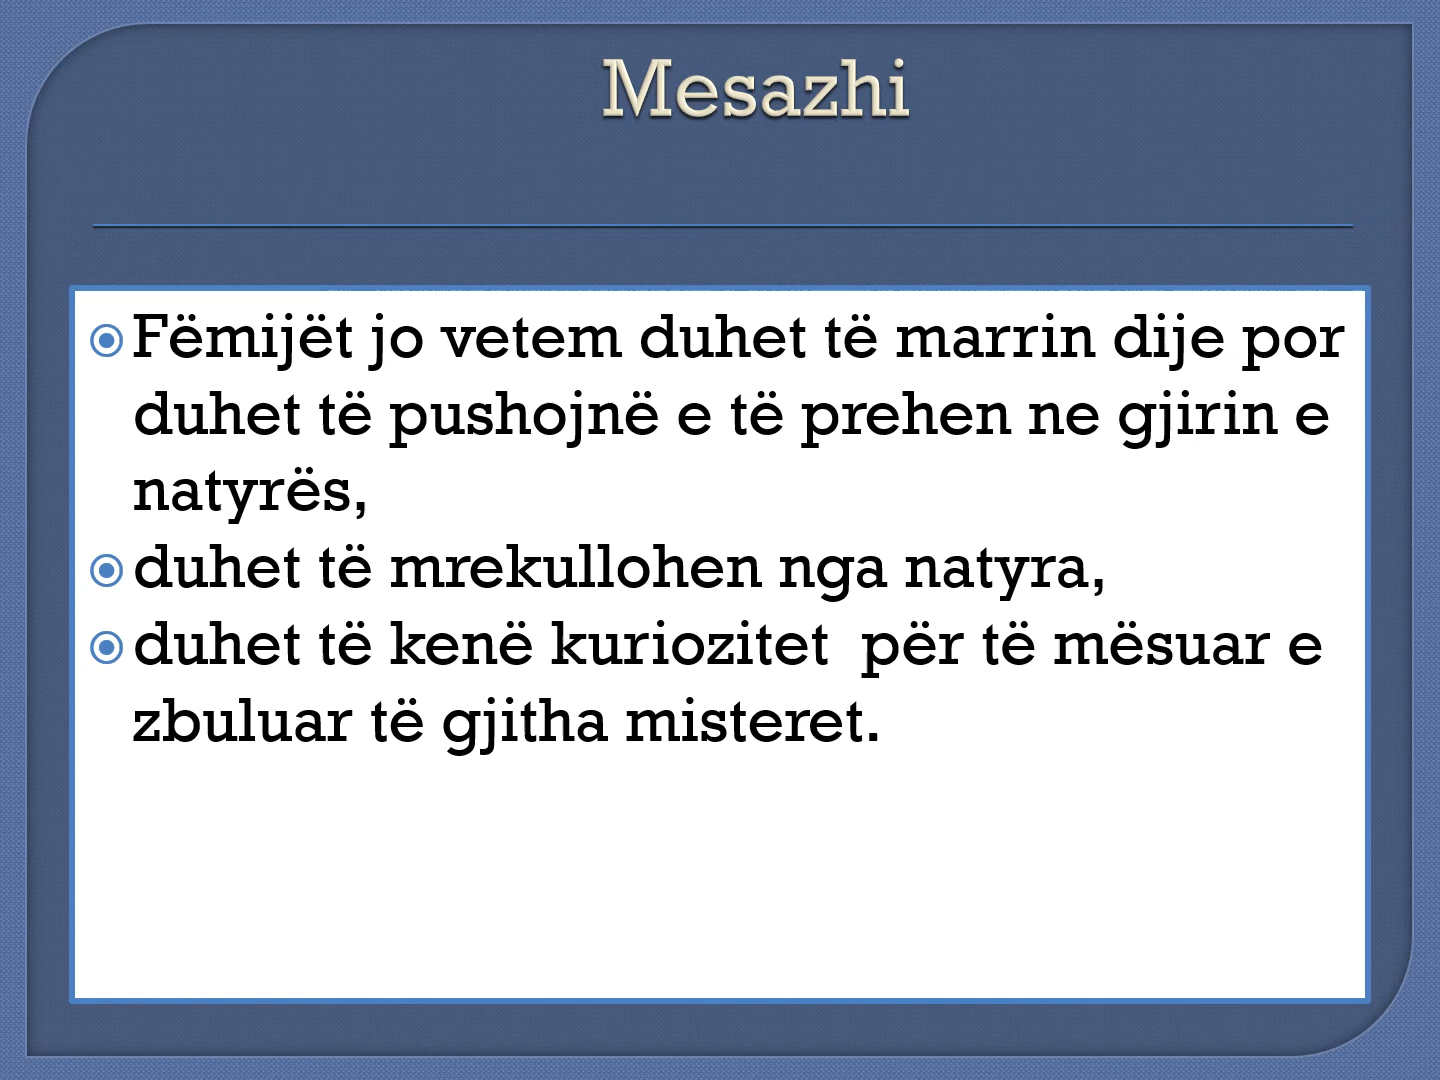 Mesazhi
Fëmijët jo vetem duhet të marrin dije por
duhet të pushojnë e të prehen ne gjirin e
natyrës,
duhet të mrekullohen nga natyra,
duhet të kenë kuriozitet  për të mësuar e
zbuluar të gjitha misteret.